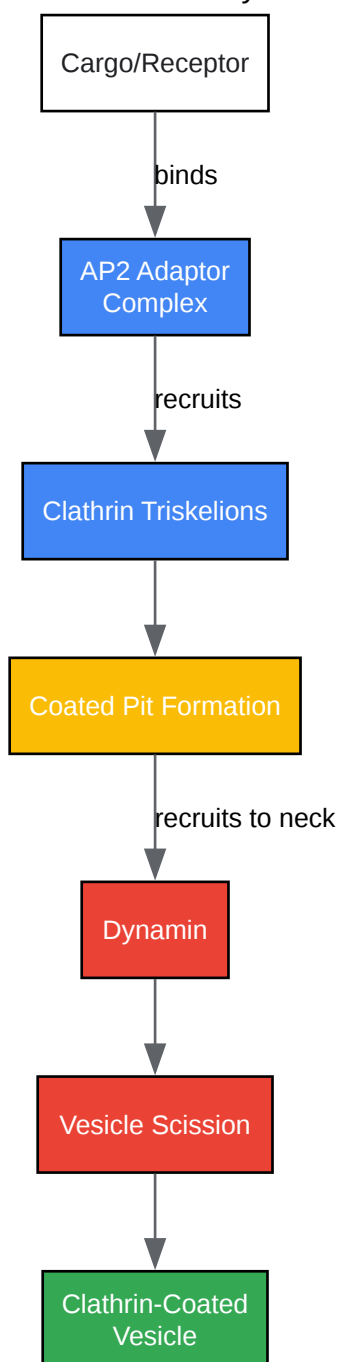 Cargo/Receptor
binds
AP2 Adaptor
Complex
recruits
Clathrin Triskelions
Coated Pit Formation
recruits to neck
Dynamin
Vesicle Scission
Clathrin-Coated
Vesicle